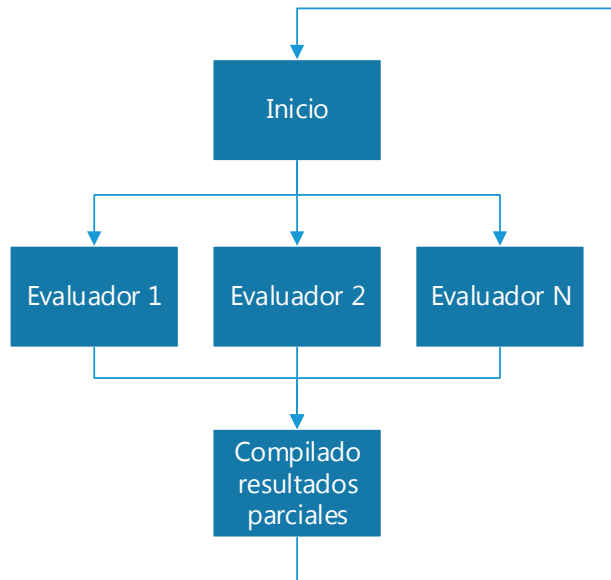 Inicio
Evaluador 1
Evaluador 2
Evaluador N
Compilado
resultados
parciales